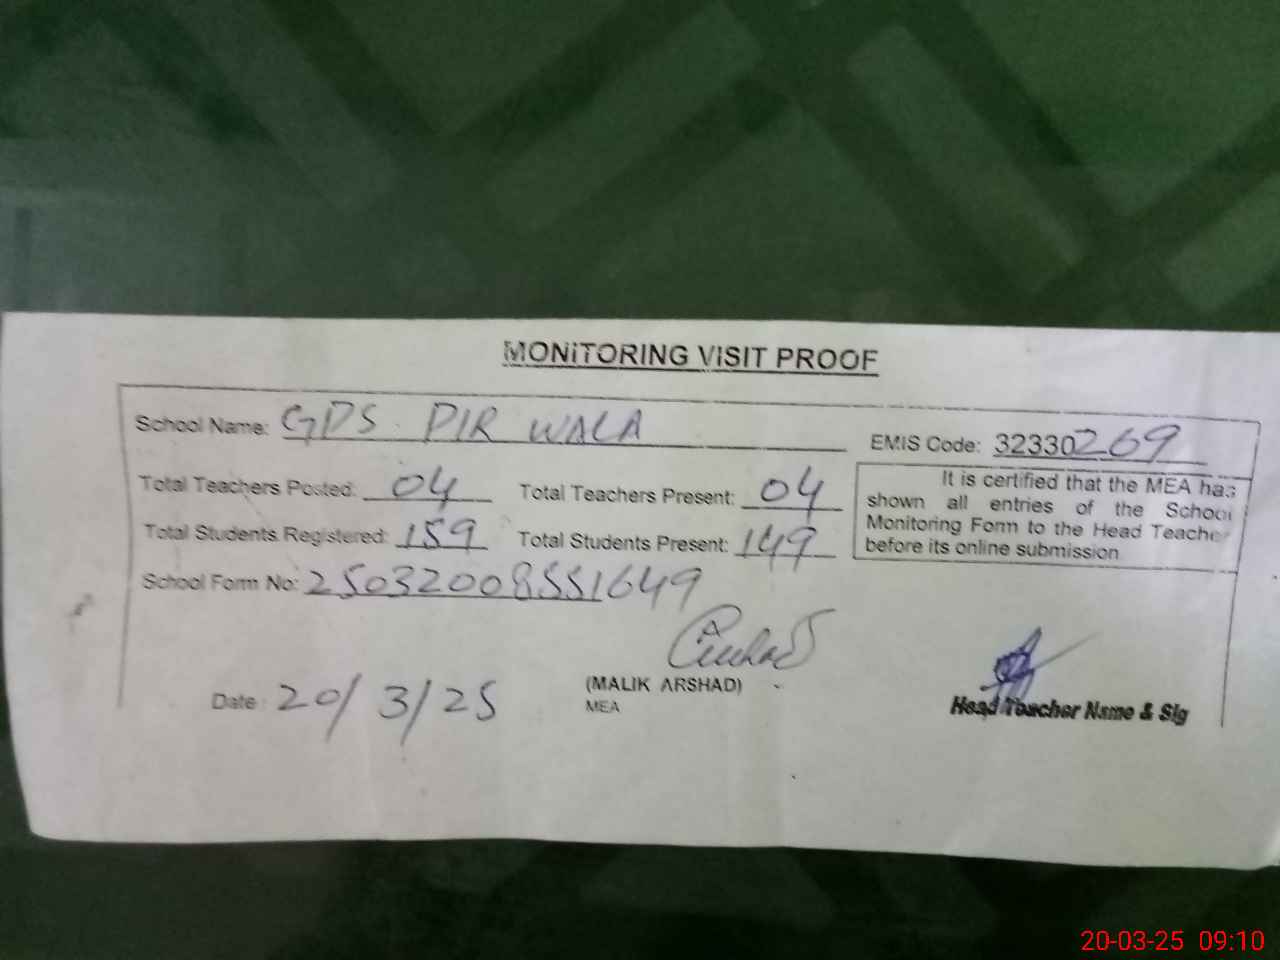 MONITORING VISIT PROOF
School Name: GPS. PIR WALA EMIS Code: 32330269
Total Teachers Posted: 04 Total Teachers Present: 04
Total Students Registered: 159 Total Students Present: 149
School Form No: 25032008551649
It is certified that the MEA has
shown all entries of the School
Monitoring Form to the Head Teacher
before its online submission
Date: 20/3/25
(MALIK ARSHAD)
MEA
Head Teacher Name & Sig
20-03-25 09:10